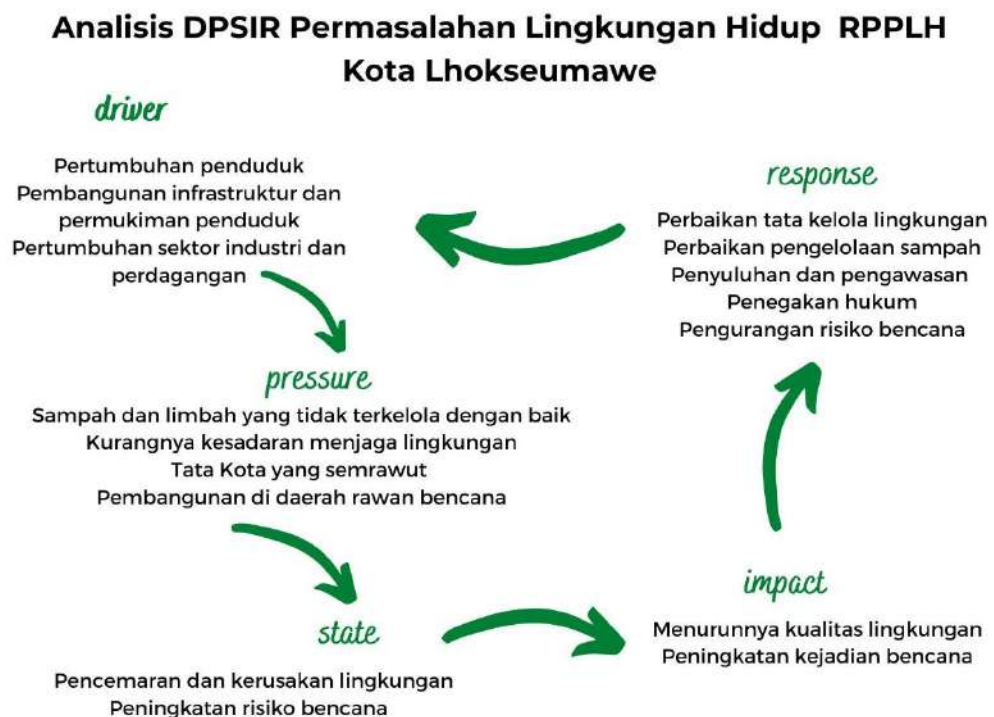 Analisis DPSIR Permasalahan Lingkungan Hidup RPPLH
Kota Lhokseumawe
driver
Pertumbuhan penduduk
Pembangunan infrastruktur dan
permukiman penduduk
Pertumbuhan sektor industri dan
perdagangan
pressure
Sampah dan limbah yang tidak terkelola dengan baik
Kurangnya kesadaran menjaga lingkungan
Tata Kota yang semrawut
Pembangunan di daerah rawan bencana
state
Pencemaran dan kerusakan lingkungan
Peningkatan risiko bencana
impact
Menurunnya kualitas lingkungan
Peningkatan kejadian bencana
response
Perbaikan tata kelola lingkungan
Perbaikan pengelolaan sampah
Penyuluhan dan pengawasan
Penegakan hukum
Pengurangan risiko bencana